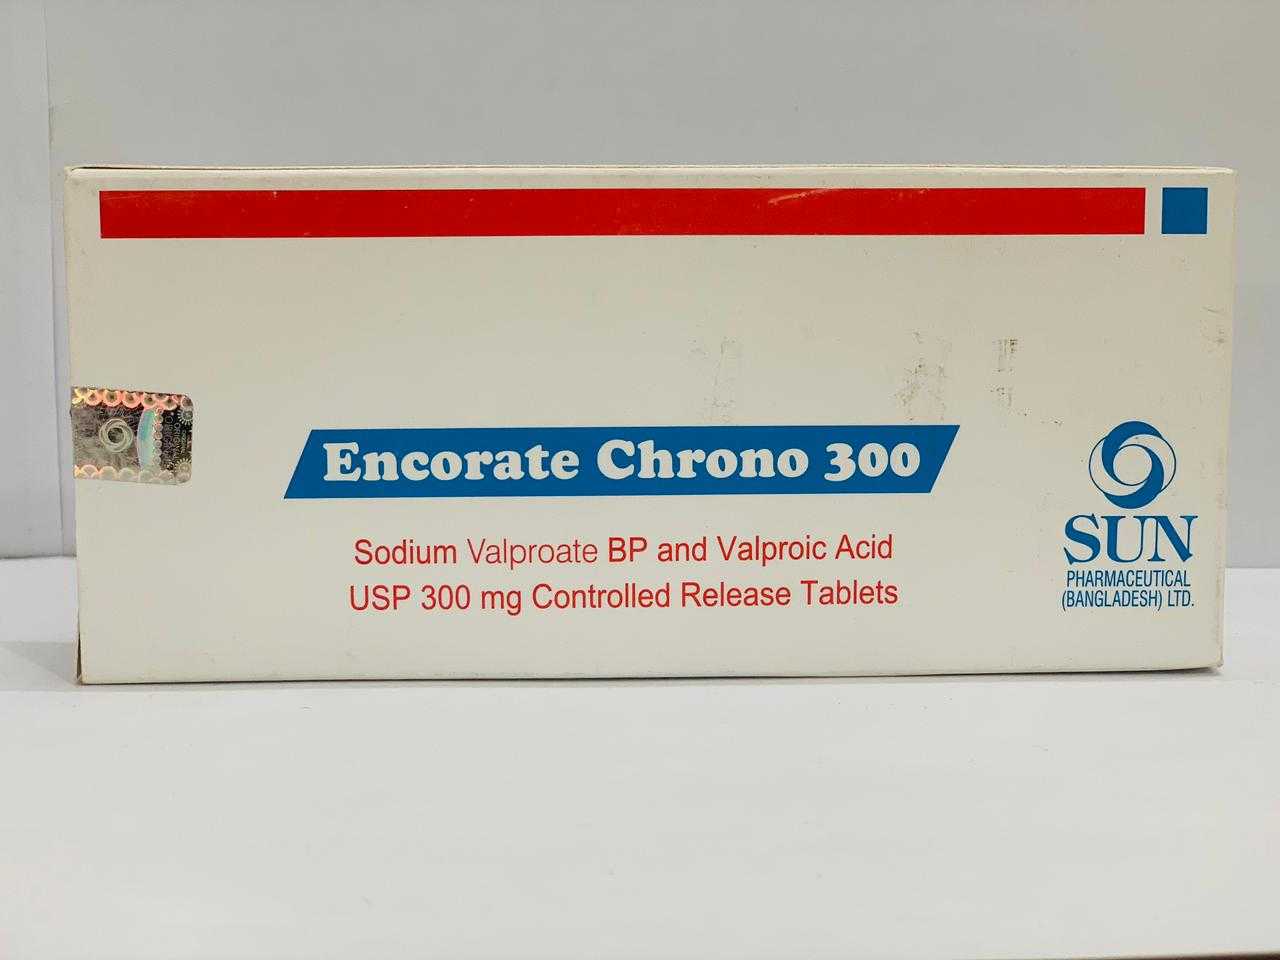 Encorate Chrono 300
Sodium Valproate BP and Valproic Acid
USP 300 mg Controlled Release Tablets
SUN
PHARMACEUTICAL
(BANGLADESH) LTD.